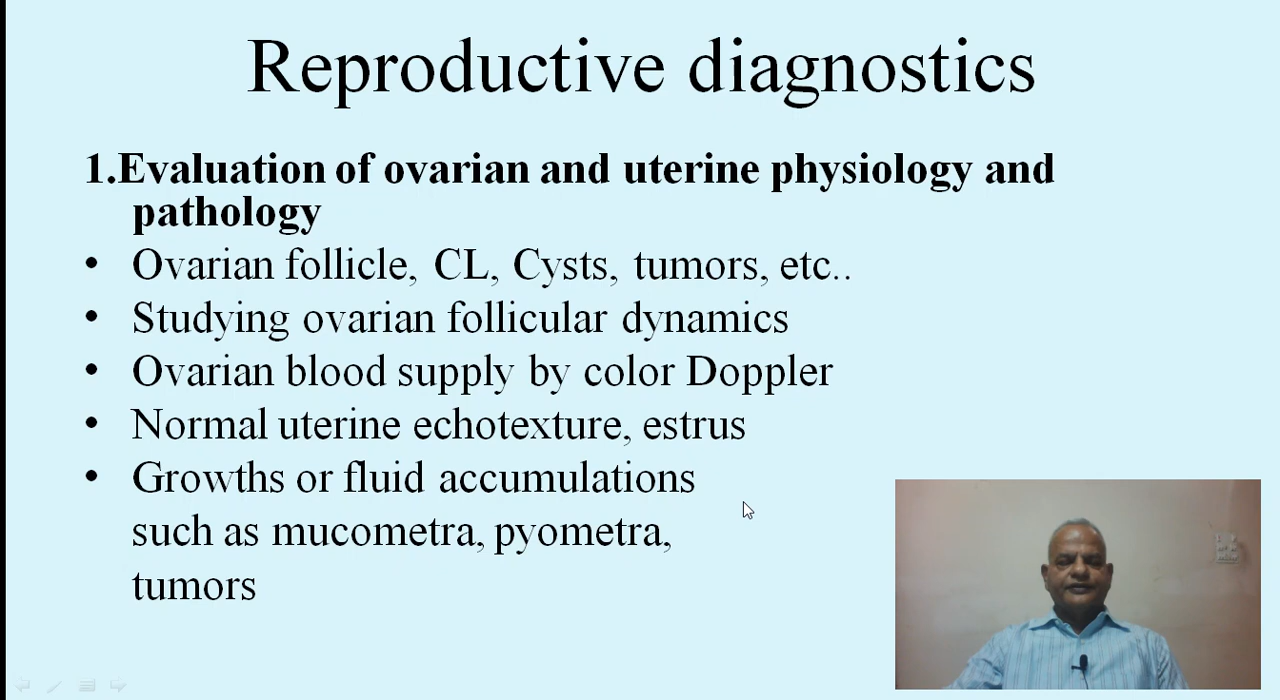 Reproductive diagnostics
1.Evaluation of ovarian and uterine physiology and
pathology
• Ovarian follicle, CL, Cysts, tumors, etc..
• Studying ovarian follicular dynamics
• Ovarian blood supply by color Doppler
• Normal uterine echotexture, estrus
• Growths or fluid accumulations
such as mucometra, pyometra,
tumors